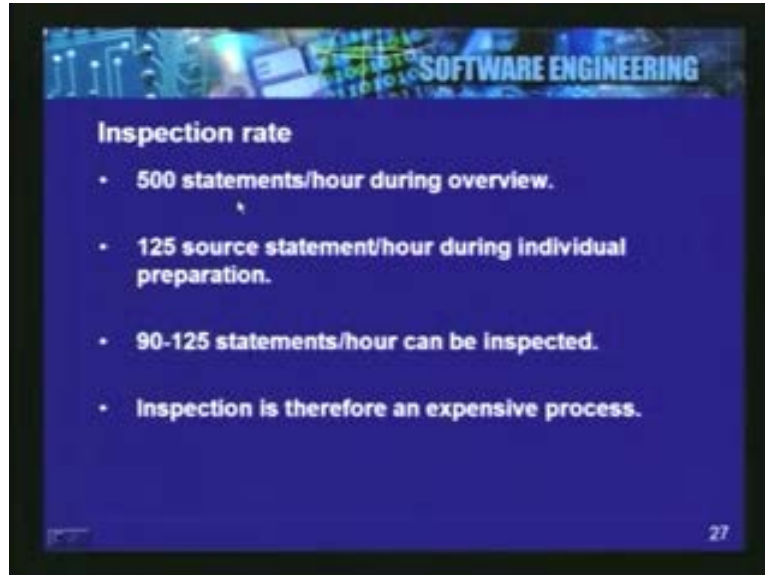 SOFTWARE ENGINEERING
Inspection rate
• 500 statements/hour during overview.
• 125 source statement/hour during individual
preparation.
• 90-125 statements/hour can be inspected.
• Inspection is therefore an expensive process.
27